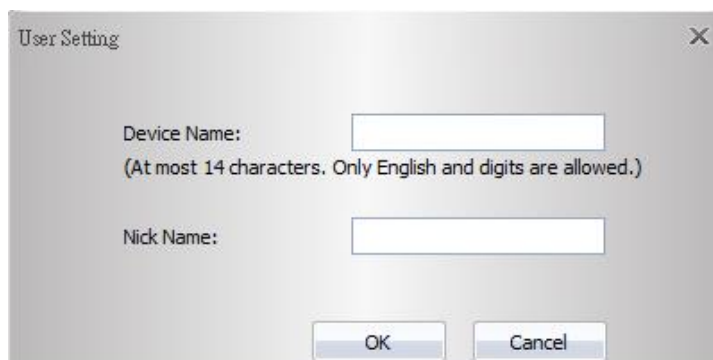 User Setting
Device Name:
(At most 14 characters. Only English and digits are allowed.)
Nick Name:
OK Cancel